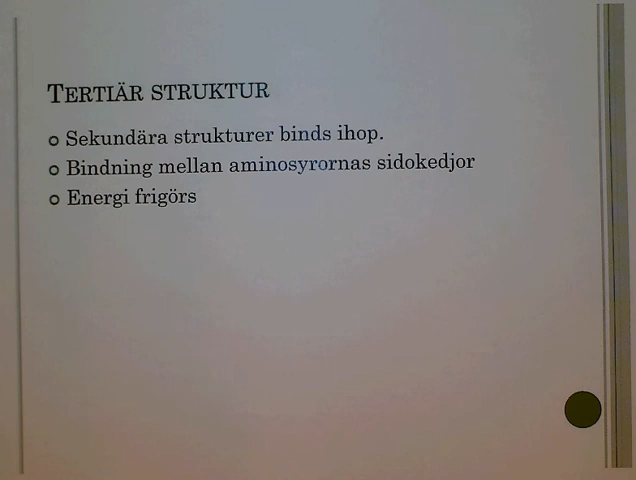 TERTIÄR STRUKTUR
Sekundära strukturer binds ihop.
Bindning mellan aminosyrornas sidokedjor
Energi frigörs